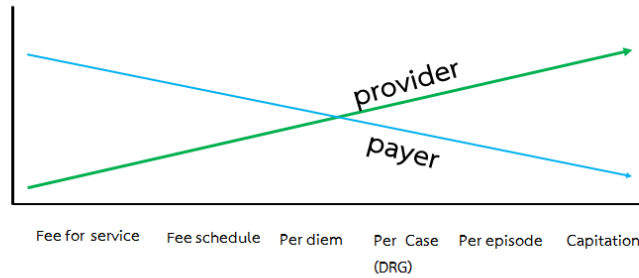 provider
payer
Fee for service
Fee schedule
Per diem
Per Case
(DRG)
Per episode
Capitation